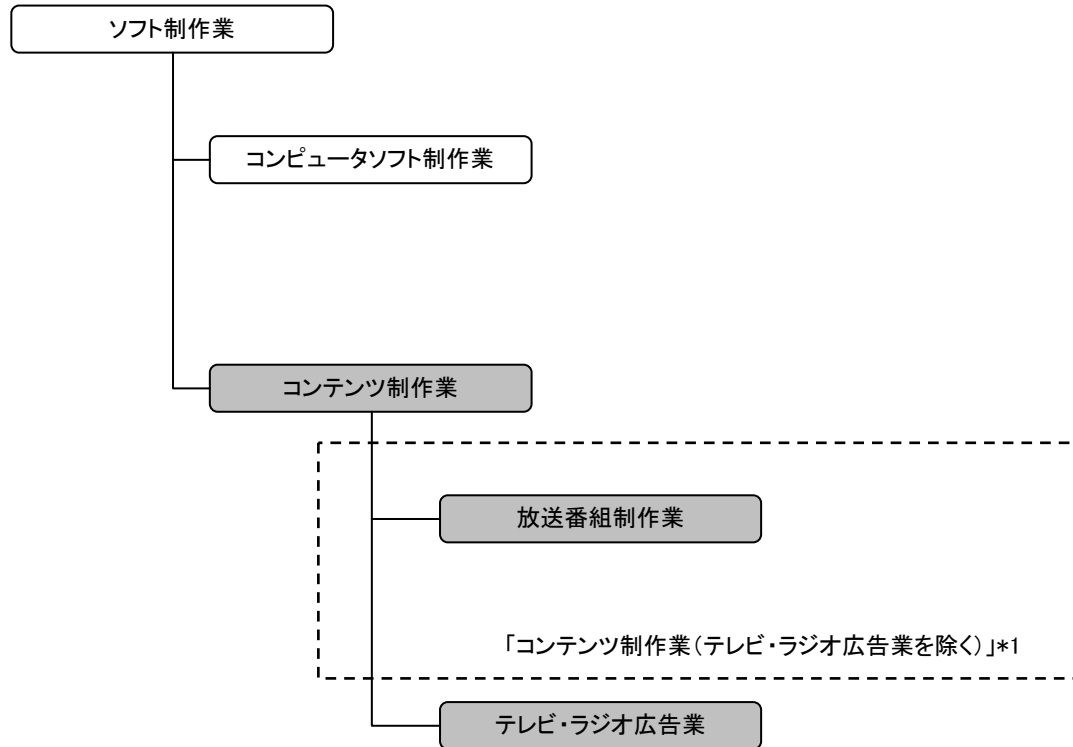 ソフト制作業
コンピュータソフト制作業
コンテンツ制作業
放送番組制作業
「コンテンツ制作業（テレビ・ラジオ広告業を除く）」*1
テレビ・ラジオ広告業